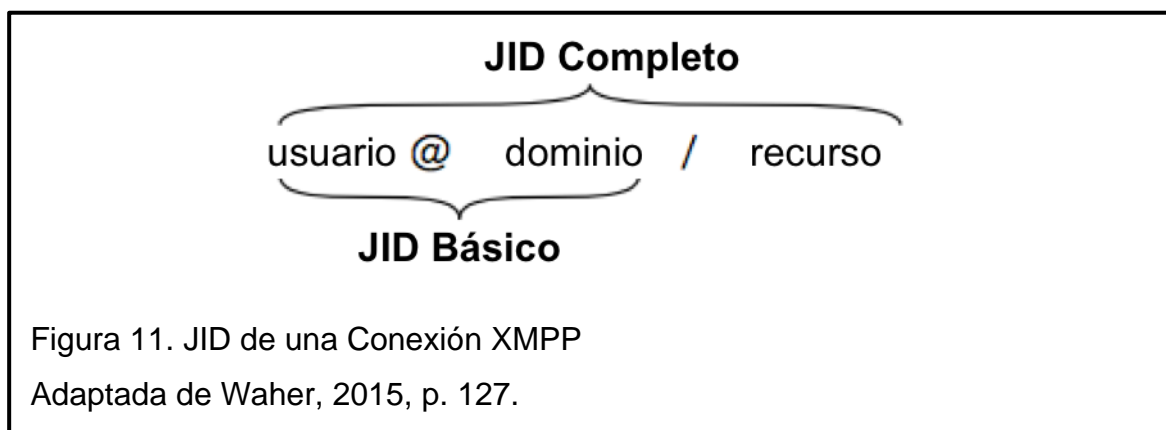 JID Completo
usuario @ dominio / recurso
JID Básico
Figura 11. JID de una Conexión XMPP
Adaptada de Waher, 2015, p. 127.